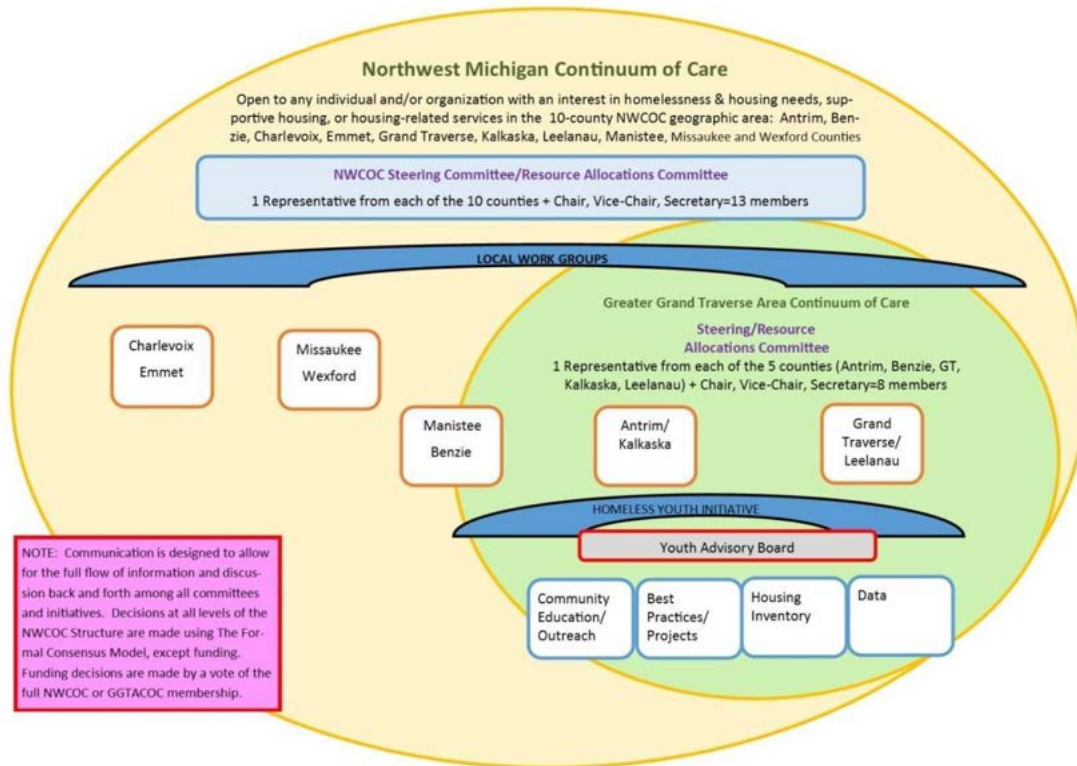 Northwest Michigan Continuum of Care
Open to any individual and/or organization with an interest in homelessness & housing needs, sup-
portive housing, or housing-related services in the 10-county NWCOC geographic area: Antrim, Ben-
zie, Charlevoix, Emmet, Grand Traverse, Kalkaska, Leelanau, Manistee, Missaukee and Wexford Counties
NWCOC Steering Committee/Resource Allocations Committee
1 Representative from each of the 10 counties + Chair, Vice-Chair, Secretary=13 members
LOCAL WORK GROUPS
Greater Grand Traverse Area Continuum of Care
Steering/Resource
Allocations Committee
1 Representative from each of the 5 counties (Antrim, Benzie, GT,
Kalkaska, Leelanau) + Chair, Vice-Chair, Secretary=8 members
Charlevoix
Emmet
Missaukee
Wexford
Manistee
Benzie
Antrim/
Kalkaska
Grand
Traverse/
Leelanau
HOMELESS YOUTH INITIATIVE
Youth Advisory Board
Community
Education/
Outreach
Best
Practices/
Projects
Housing
Inventory
Data
NOTE: Communication is designed to allow
for the full flow of information and discus-
sion back and forth among all committees
and initiatives. Decisions at all levels of the
NWCOC Structure are made using The For-
mal Consensus Model, except funding.
Funding decisions are made by a vote of the
full NWCOC or GGTACOC membership.